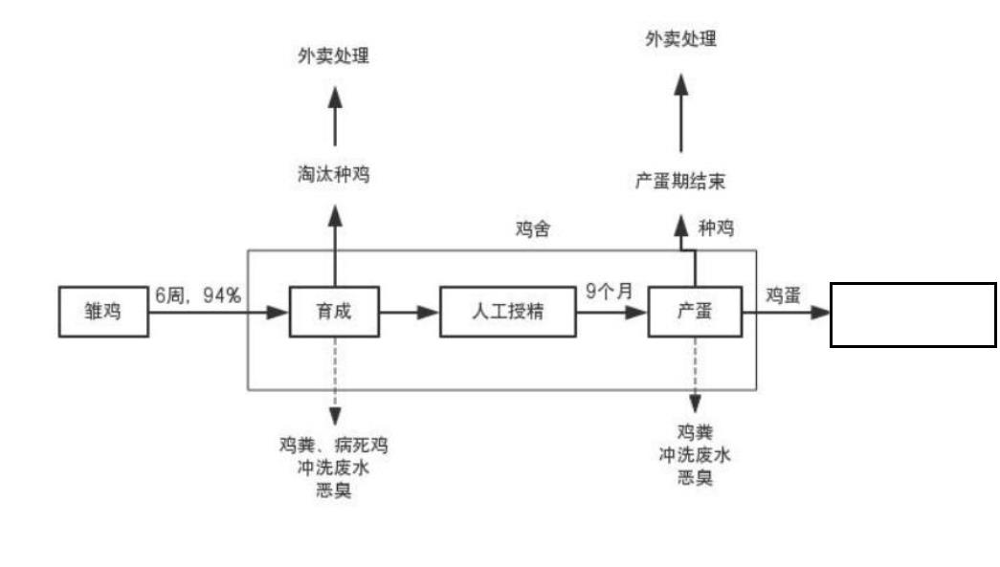 外卖处理
外卖处理
淘汰种鸡
产蛋期结束
鸡舍
种鸡
雏鸡
6周，94%
育成
人工授精
9个月
产蛋
鸡蛋
鸡粪、病死鸡
冲洗废水
恶臭
鸡粪
冲洗废水
恶臭